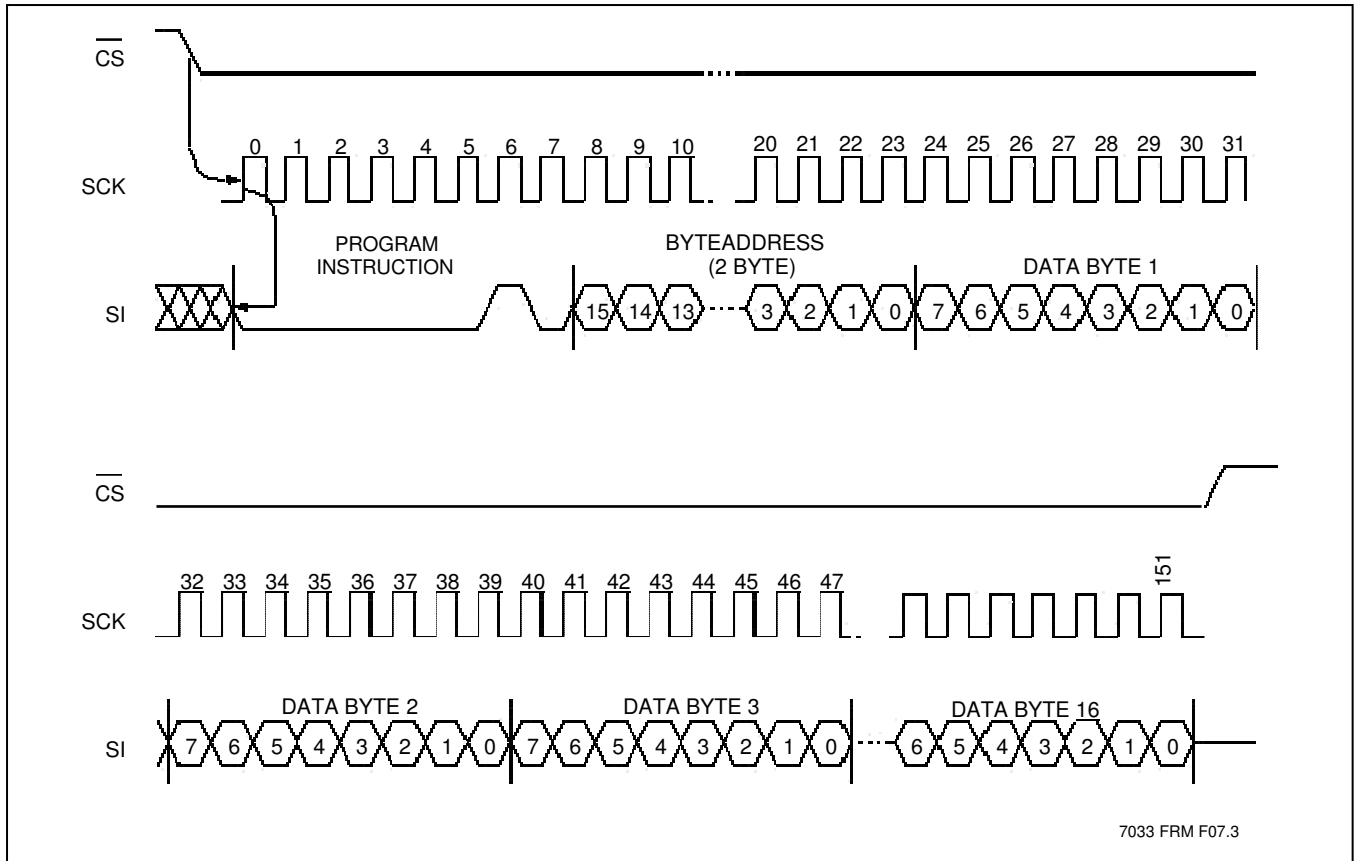 CS
0 1 2 3 4 5 6 7 8 9 10 20 21 22 23 24 25 26 27 28 29 30 31
SCK
PROGRAM
INSTRUCTION
BYTEADDRESS
(2 BYTE)
DATA BYTE 1
SI
15 14 13 3 2 1 0 7 6 5 4 3 2 1 0
CS
32 33 34 35 36 37 38 39 40 41 42 43 44 45 46 47 151
SCK
DATA BYTE 2 DATA BYTE 3 DATA BYTE 16
SI
7 6 5 4 3 2 1 0 7 6 5 4 3 2 1 0 6 5 4 3 2 1 0
7033 FRM F07.3